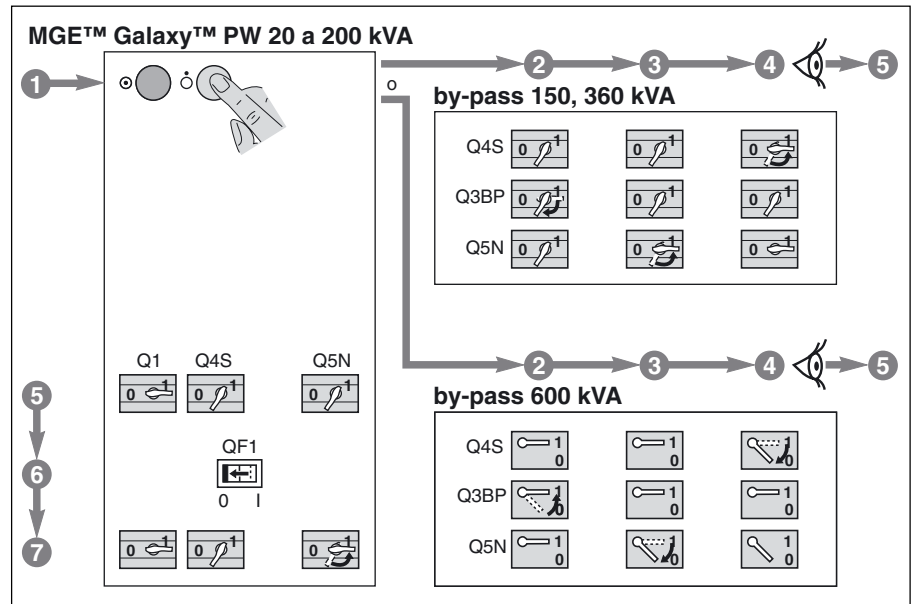 MGE™ Galaxy™ PW 20 a 200 kVA
1
2 3 4 5
o
by-pass 150, 360 kVA
Q4S 0 1 0 1 0 1
Q3BP 0 1 0 1 0 1
Q5N 0 1 0 1 0 1
Q1 Q4S Q5N
0 1 0 1 0 1
5
QF1
6
0 I
7
0 1 0 1 0 1
2 3 4 5
by-pass 600 kVA
Q4S 1 0 1 0 1 0
Q3BP 1 0 1 0 1 0
Q5N 1 0 1 0 1 0